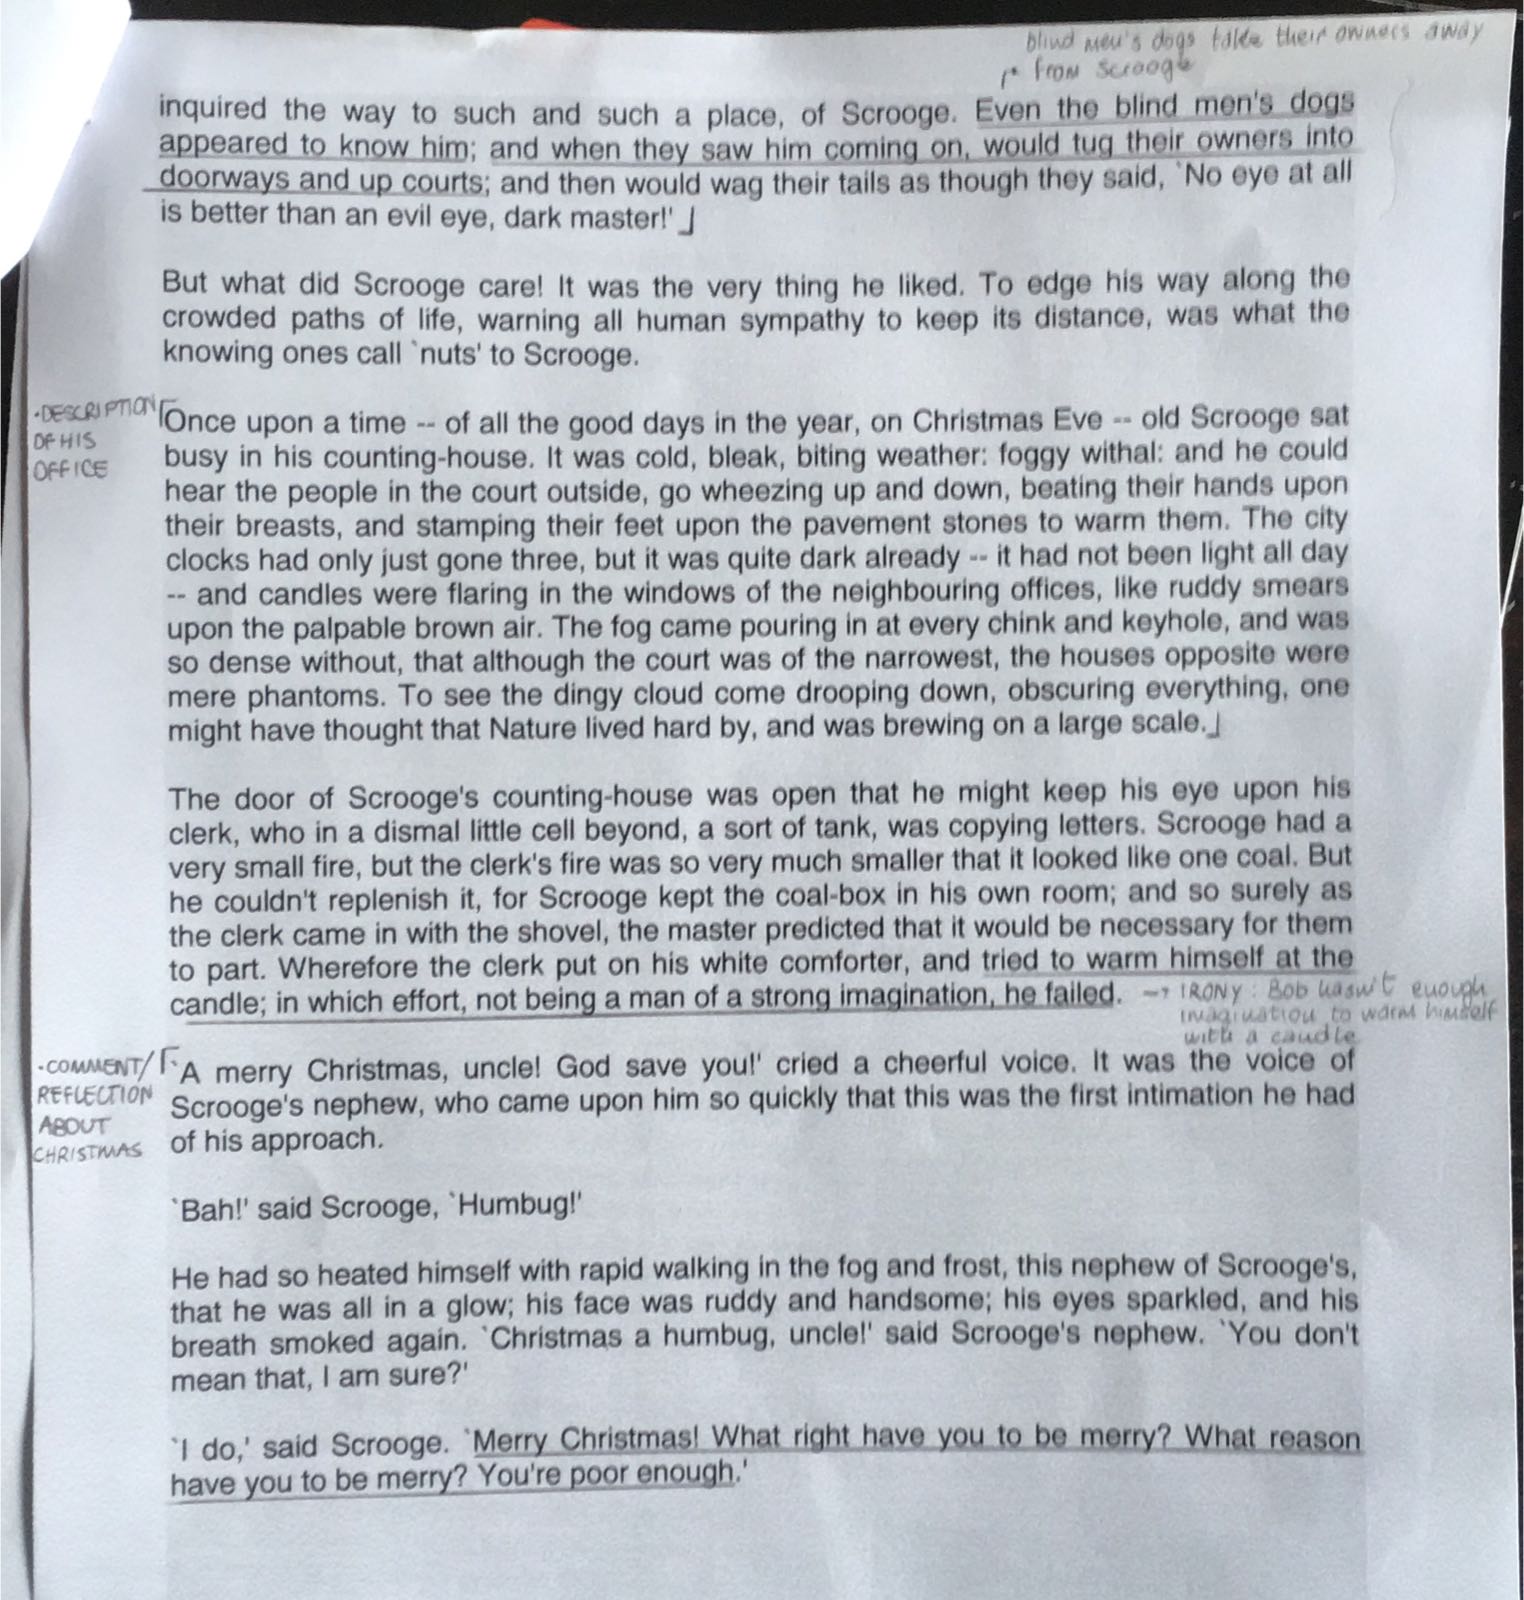 blind men's dogs take their owners away
from Scrooge
inquired the way to such and such a place, of Scrooge. Even the blind men's dogs
appeared to know him; and when they saw him coming on, would tug their owners into
doorways and up courts; and then would wag their tails as though they said, `No eye at all
is better than an evil eye, dark master!'
But what did Scrooge care! It was the very thing he liked. To edge his way along the
crowded paths of life, warning all human sympathy to keep its distance, was what the
knowing ones call `nuts' to Scrooge.
·DESCRIPTION
OF HIS
OFFICE
Once upon a time -- of all the good days in the year, on Christmas Eve -- old Scrooge sat
busy in his counting-house. It was cold, bleak, biting weather: foggy withal: and he could
hear the people in the court outside, go wheezing up and down, beating their hands upon
their breasts, and stamping their feet upon the pavement stones to warm them. The city
clocks had only just gone three, but it was quite dark already -- it had not been light all day
-- and candles were flaring in the windows of the neighbouring offices, like ruddy smears
upon the palpable brown air. The fog came pouring in at every chink and keyhole, and was
so dense without, that although the court was of the narrowest, the houses opposite were
mere phantoms. To see the dingy cloud come drooping down, obscuring everything, one
might have thought that Nature lived hard by, and was brewing on a large scale.
The door of Scrooge's counting-house was open that he might keep his eye upon his
clerk, who in a dismal little cell beyond, a sort of tank, was copying letters. Scrooge had a
very small fire, but the clerk's fire was so very much smaller that it looked like one coal. But
he couldn't replenish it, for Scrooge kept the coal-box in his own room; and so surely as
the clerk came in with the shovel, the master predicted that it would be necessary for them
to part. Wherefore the clerk put on his white comforter, and tried to warm himself at the
candle; in which effort, not being a man of a strong imagination, he failed.
→ IRONY: Bob hasn't enough
imagination to warm himself
with a candle
·COMMENT/
REFLECTION
ABOUT
CHRISTMAS
`A merry Christmas, uncle! God save you!' cried a cheerful voice. It was the voice of
Scrooge's nephew, who came upon him so quickly that this was the first intimation he had
of his approach.
`Bah!' said Scrooge, `Humbug!'
He had so heated himself with rapid walking in the fog and frost, this nephew of Scrooge's,
that he was all in a glow; his face was ruddy and handsome; his eyes sparkled, and his
breath smoked again. `Christmas a humbug, uncle!' said Scrooge's nephew. `You don't
mean that, I am sure?'
`I do,' said Scrooge. `Merry Christmas! What right have you to be merry? What reason
have you to be merry? You're poor enough.'